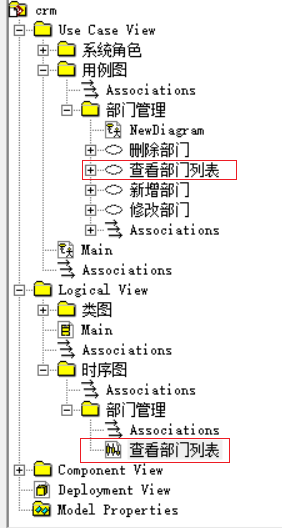 crm
Use Case View
系统角色
用例图
Associations
部门管理
NewDiagram
删除部门
查看部门列表
新增部门
修改部门
Associations
Main
Associations
Logical View
类图
Main
Associations
时序图
Associations
部门管理
Associations
查看部门列表
Component View
Deployment View
Model Properties